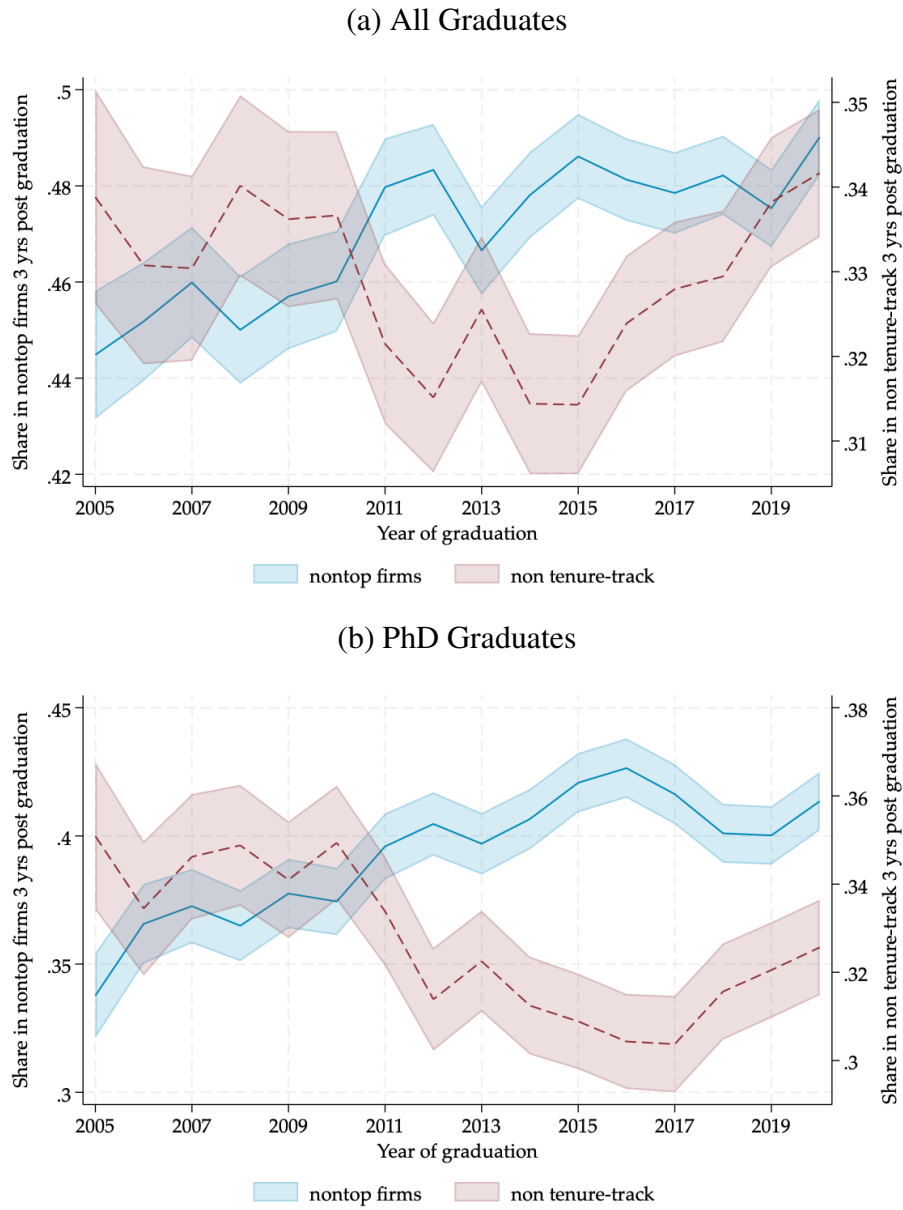 (a) All Graduates
Share in nontop firms 3 yrs post graduation
.5
.48
.46
.44
.42
.35
.34
.33
.32
.31
Share in non tenure-track 3 yrs post graduation
2005 2007 2009 2011 2013 2015 2017 2019
Year of graduation
nontop firms non tenure-track
(b) PhD Graduates
Share in nontop firms 3 yrs post graduation
.45
.4
.35
.3
.38
.36
.34
.32
.3
Share in non tenure-track 3 yrs post graduation
2005 2007 2009 2011 2013 2015 2017 2019
Year of graduation
nontop firms non tenure-track